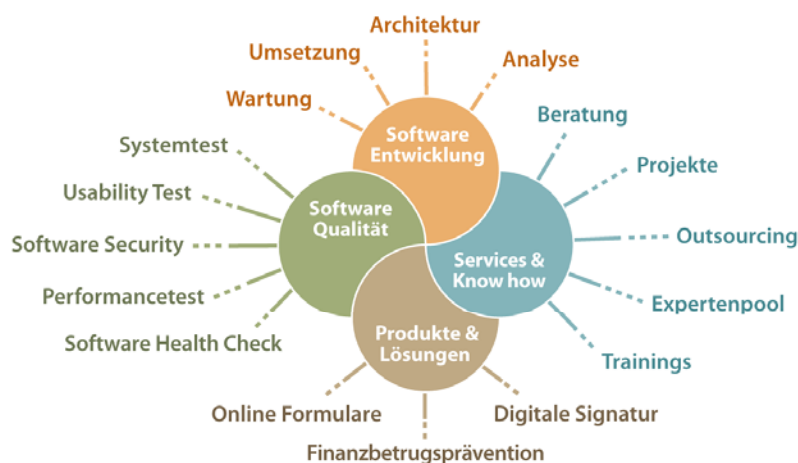 Architektur
Umsetzung
Analyse
Wartung
Software
Entwicklung
Beratung
Systemtest
Projekte
Usability Test
Software
Qualität
Outsourcing
Software Security
Services &
Know how
Performancetest
Expertenpool
Software Health Check
Produkte &
Lösungen
Trainings
Online Formulare
Digitale Signatur
Finanzbetrugsprävention